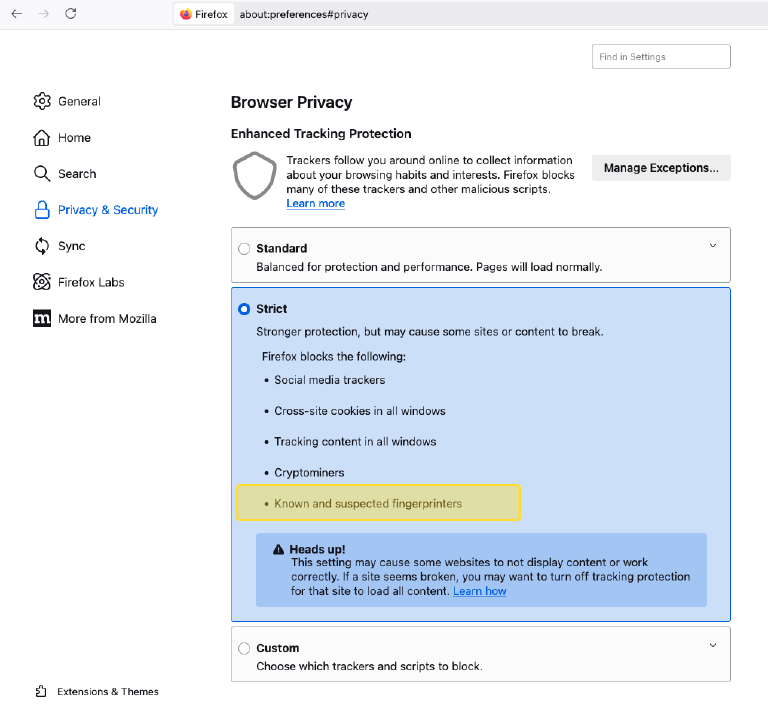 Firefox about:preferences#privacy
Find in Settings
General
Home
Search
Privacy & Security
Sync
Firefox Labs
m More from Mozilla
Extensions & Themes
Browser Privacy
Enhanced Tracking Protection
Trackers follow you around online to collect information
about your browsing habits and interests. Firefox blocks
many of these trackers and other malicious scripts.
Learn more
Manage Exceptions...
Standard
Balanced for protection and performance. Pages will load normally.
Strict
Stronger protection, but may cause some sites or content to break.
Firefox blocks the following:
• Social media trackers
• Cross-site cookies in all windows
• Tracking content in all windows
• Cryptominers
• Known and suspected fingerprinters
Heads up!
This setting may cause some websites to not display content or work
correctly. If a site seems broken, you may want to turn off tracking protection
for that site to load all content. Learn how
Custom
Choose which trackers and scripts to block.